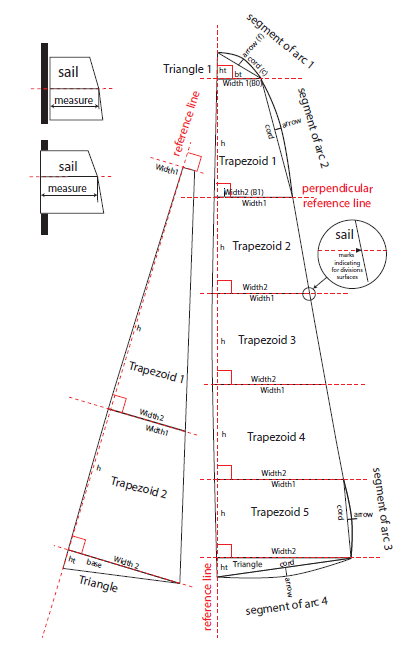 sail
measure
sail
measure
segment of arc 1
arrow (f)
cord (c)
Triangle 1
ht
bt
Width 1(B0)
reference line
Width1
h
Trapezoid 1
Width2
Width1
h
Trapezoid 2
ht
base
Width 2
Triangle
arrow
cord
segment of arc 2
h
Trapezoid 1
Width2 (B1)
Width1
perpendicular
reference line
h
Trapezoid 2
sail
marks
indicating
for divisions
surfaces
Width2
Width1
h
Trapezoid 3
Width2
Width1
h
Trapezoid 4
Width2
Width1
h
Trapezoid 5
cord
arrow
segment of arc 3
Width2
ht
Triangle
cord
arrow
segment of arc 4
reference line